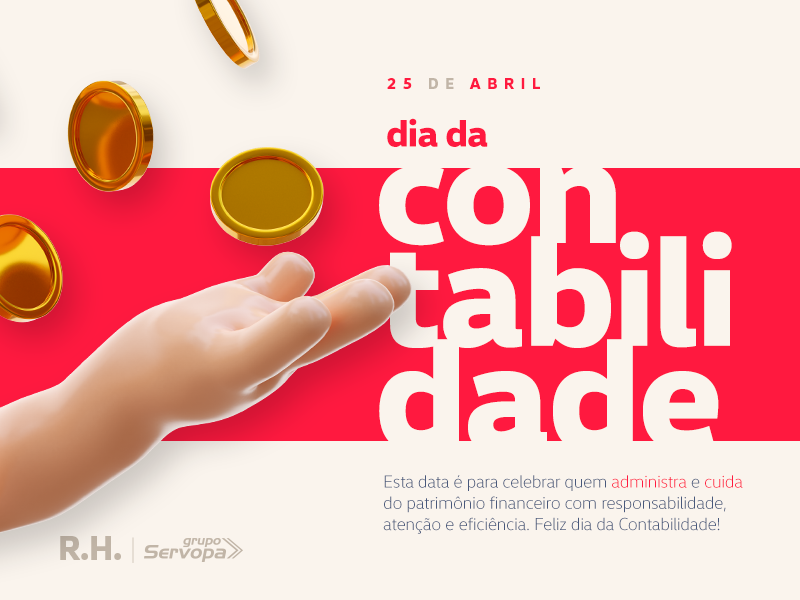 25 DE ABRIL
dia da
con
tabili
dade
Esta data é para celebrar quem administra e cuida
do patrimônio financeiro com responsabilidade,
atenção e eficiência. Feliz dia da Contabilidade!
R.H. grupo
Servopa